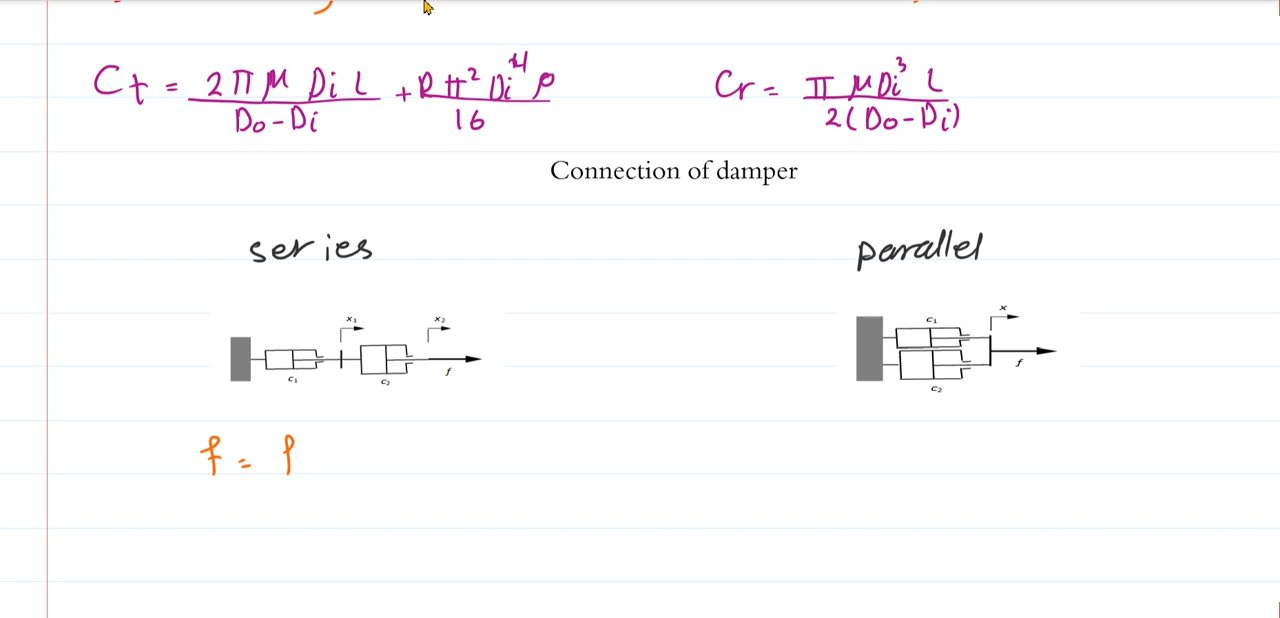 Ct = 2πμ Di L / Do - Di + R π² Di⁴ ρ / 16
Cr = π μ Di³ L / 2(Do - Di)
Connection of damper
series
parallel
x₁ x₂
c₁ c₂ f
x
c₁
f
c₂
f = f